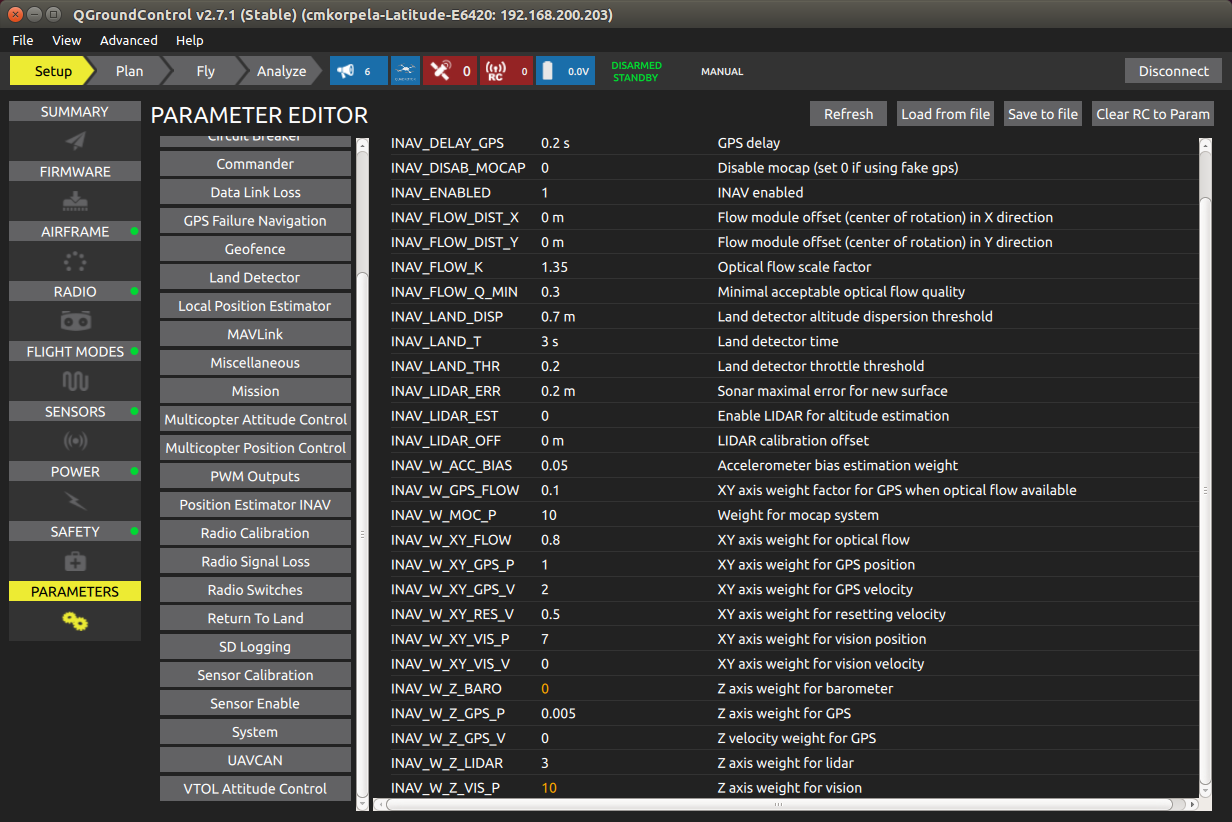 QGroundControl v2.7.1 (Stable) (cmkorpela-Latitude-E6420: 192.168.200.203)
File View Advanced Help
Setup Plan Fly Analyze 6 0 RC 0 0.0V DISARMED STANDBY MANUAL Disconnect
PARAMETER EDITOR Refresh Load from file Save to file Clear RC to Param
SUMMARY
FIRMWARE
AIRFRAME
RADIO
FLIGHT MODES
SENSORS
POWER
SAFETY
PARAMETERS
Circuit Breaker
Commander
Data Link Loss
GPS Failure Navigation
Geofence
Land Detector
Local Position Estimator
MAVLink
Miscellaneous
Mission
Multicopter Attitude Control
Multicopter Position Control
PWM Outputs
Position Estimator INAV
Radio Calibration
Radio Signal Loss
Radio Switches
Return To Land
SD Logging
Sensor Calibration
Sensor Enable
System
UAVCAN
VTOL Attitude Control
INAV_DELAY_GPS 0.2 s GPS delay
INAV_DISAB_MOCAP 0 Disable mocap (set 0 if using fake gps)
INAV_ENABLED 1 INAV enabled
INAV_FLOW_DIST_X 0 m Flow module offset (center of rotation) in X direction
INAV_FLOW_DIST_Y 0 m Flow module offset (center of rotation) in Y direction
INAV_FLOW_K 1.35 Optical flow scale factor
INAV_FLOW_Q_MIN 0.3 Minimal acceptable optical flow quality
INAV_LAND_DISP 0.7 m Land detector altitude dispersion threshold
INAV_LAND_T 3 s Land detector time
INAV_LAND_THR 0.2 Land detector throttle threshold
INAV_LIDAR_ERR 0.2 m Sonar maximal error for new surface
INAV_LIDAR_EST 0 Enable LIDAR for altitude estimation
INAV_LIDAR_OFF 0 m LIDAR calibration offset
INAV_W_ACC_BIAS 0.05 Accelerometer bias estimation weight
INAV_W_GPS_FLOW 0.1 XY axis weight factor for GPS when optical flow available
INAV_W_MOC_P 10 Weight for mocap system
INAV_W_XY_FLOW 0.8 XY axis weight for optical flow
INAV_W_XY_GPS_P 1 XY axis weight for GPS position
INAV_W_XY_GPS_V 2 XY axis weight for GPS velocity
INAV_W_XY_RES_V 0.5 XY axis weight for resetting velocity
INAV_W_XY_VIS_P 7 XY axis weight for vision position
INAV_W_XY_VIS_V 0 XY axis weight for vision velocity
INAV_W_Z_BARO 0 Z axis weight for barometer
INAV_W_Z_GPS_P 0.005 Z axis weight for GPS
INAV_W_Z_GPS_V 0 Z velocity weight for GPS
INAV_W_Z_LIDAR 3 Z axis weight for lidar
INAV_W_Z_VIS_P 10 Z axis weight for vision